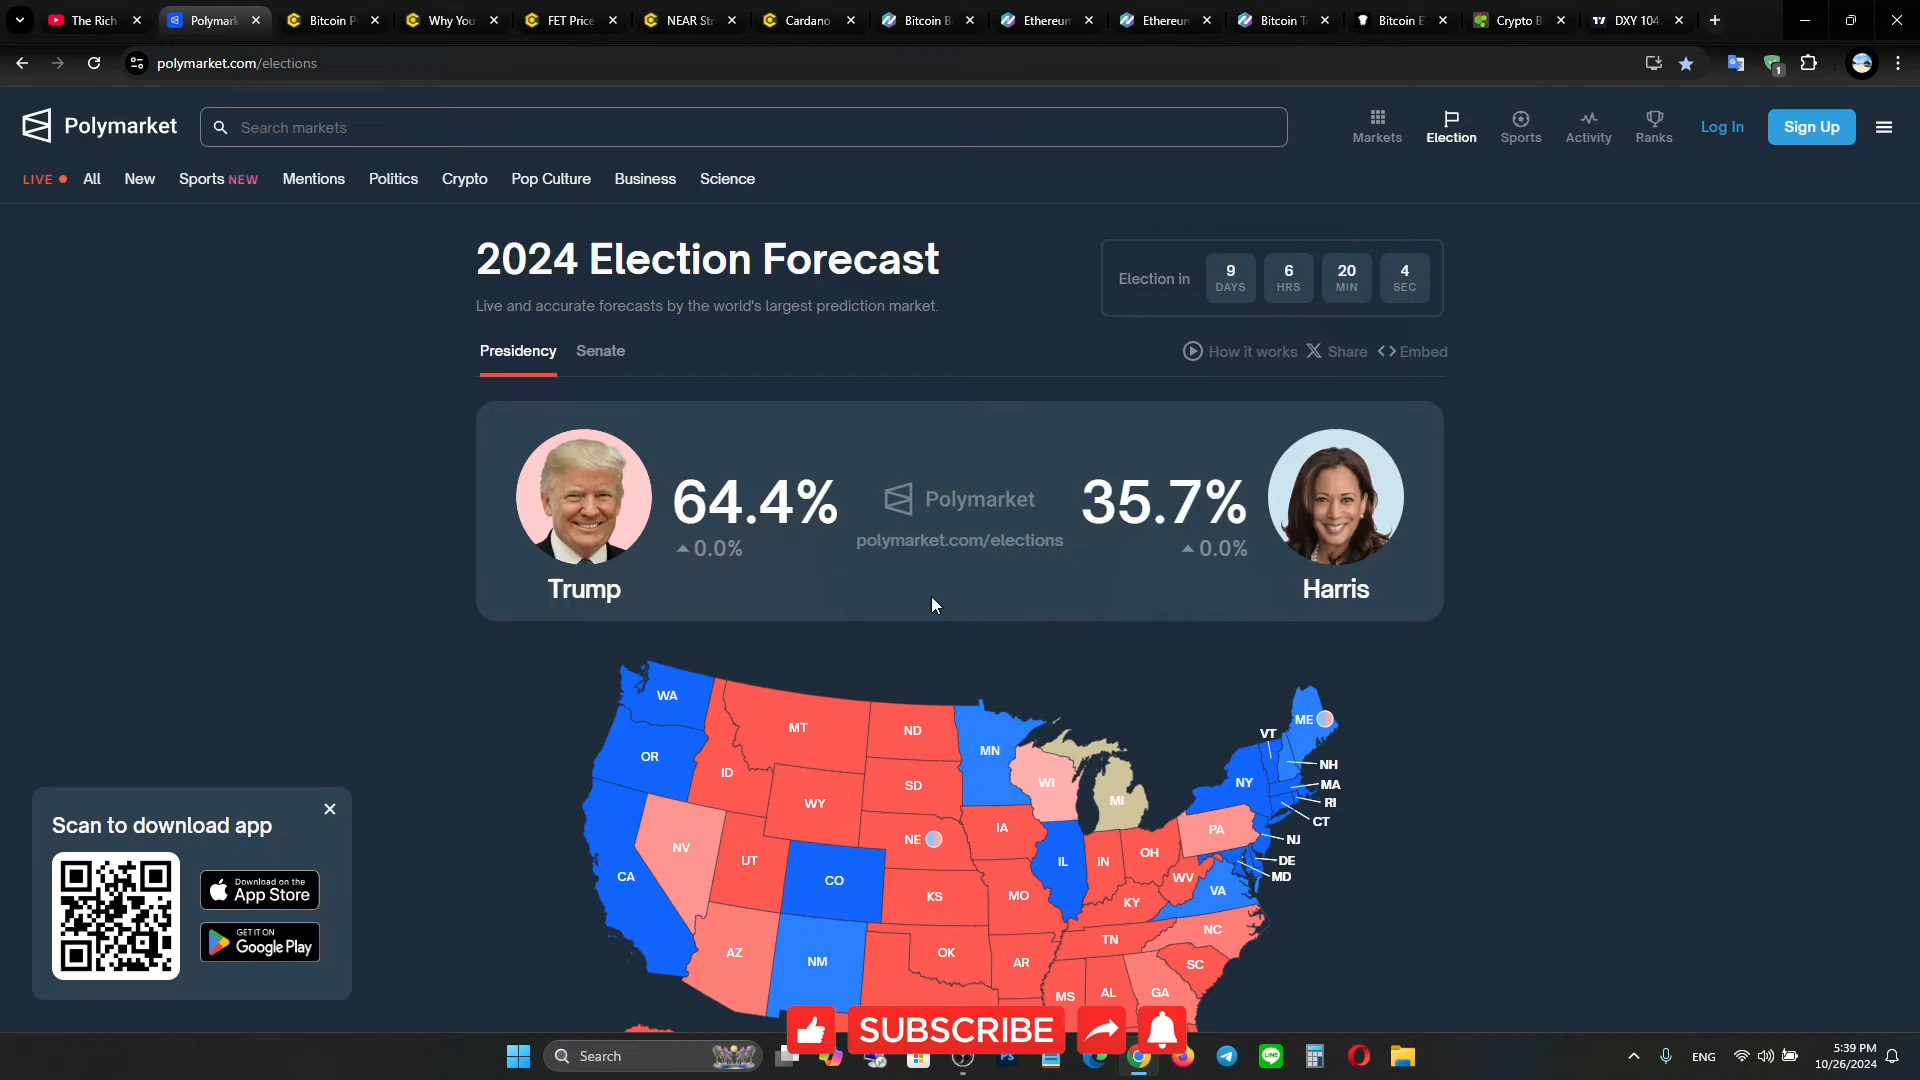 The Rich
Polymark
Bitcoin P
Why You
FET Price
NEAR Str
Cardano
Bitcoin B
Ethereum
Ethereum
Bitcoin T
Bitcoin E
Crypto B
DXY 104.
polymarket.com/elections
1
Polymarket
Search markets
Markets
Election
Sports
Activity
Ranks
Log In
Sign Up
LIVE All New Sports NEW Mentions Politics Crypto Pop Culture Business Science
2024 Election Forecast
Live and accurate forecasts by the world's largest prediction market.
Election in
9 DAYS
6 HRS
20 MIN
4 SEC
Presidency Senate
How it works Share Embed
64.4%
0.0%
Trump
Polymarket
polymarket.com/elections
35.7%
0.0%
Harris
WA
OR
CA
ID
NV
MT
WY
UT
AZ
CO
NM
ND
SD
NE
KS
OK
MN
IA
MO
AR
WI
IL
MI
IN
OH
KY
TN
MS
AL
GA
SC
NC
WV
VA
PA
NY
VT
ME
NH
MA
RI
CT
NJ
DE
MD
Scan to download app
Download on the
App Store
GET IT ON
Google Play
SUBSCRIBE
Search
Ps
LINE
ENG
5:39 PM
10/26/2024